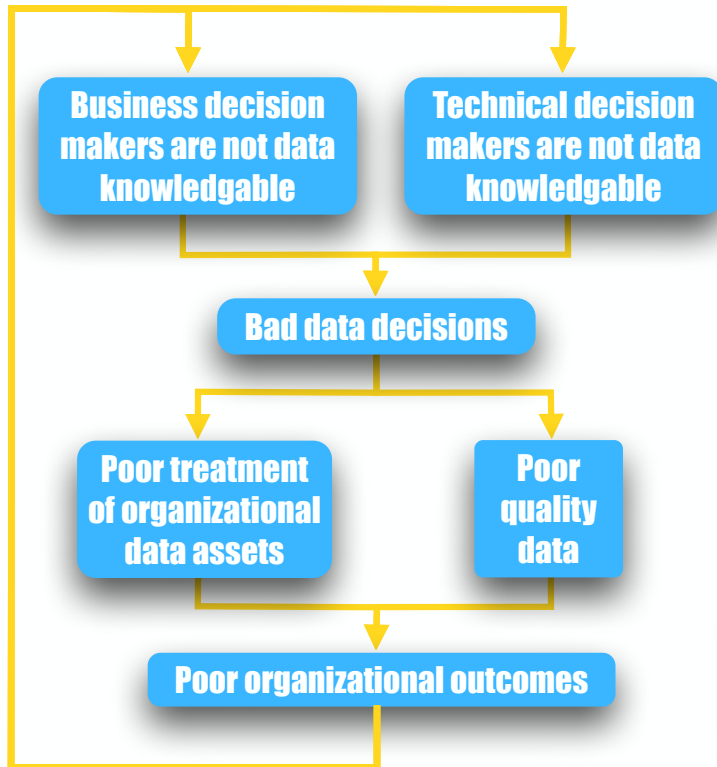 Business decision
makers are not data
knowledgable
Technical decision
makers are not data
knowledgable
Bad data decisions
Poor treatment
of organizational
data assets
Poor
quality
data
Poor organizational outcomes